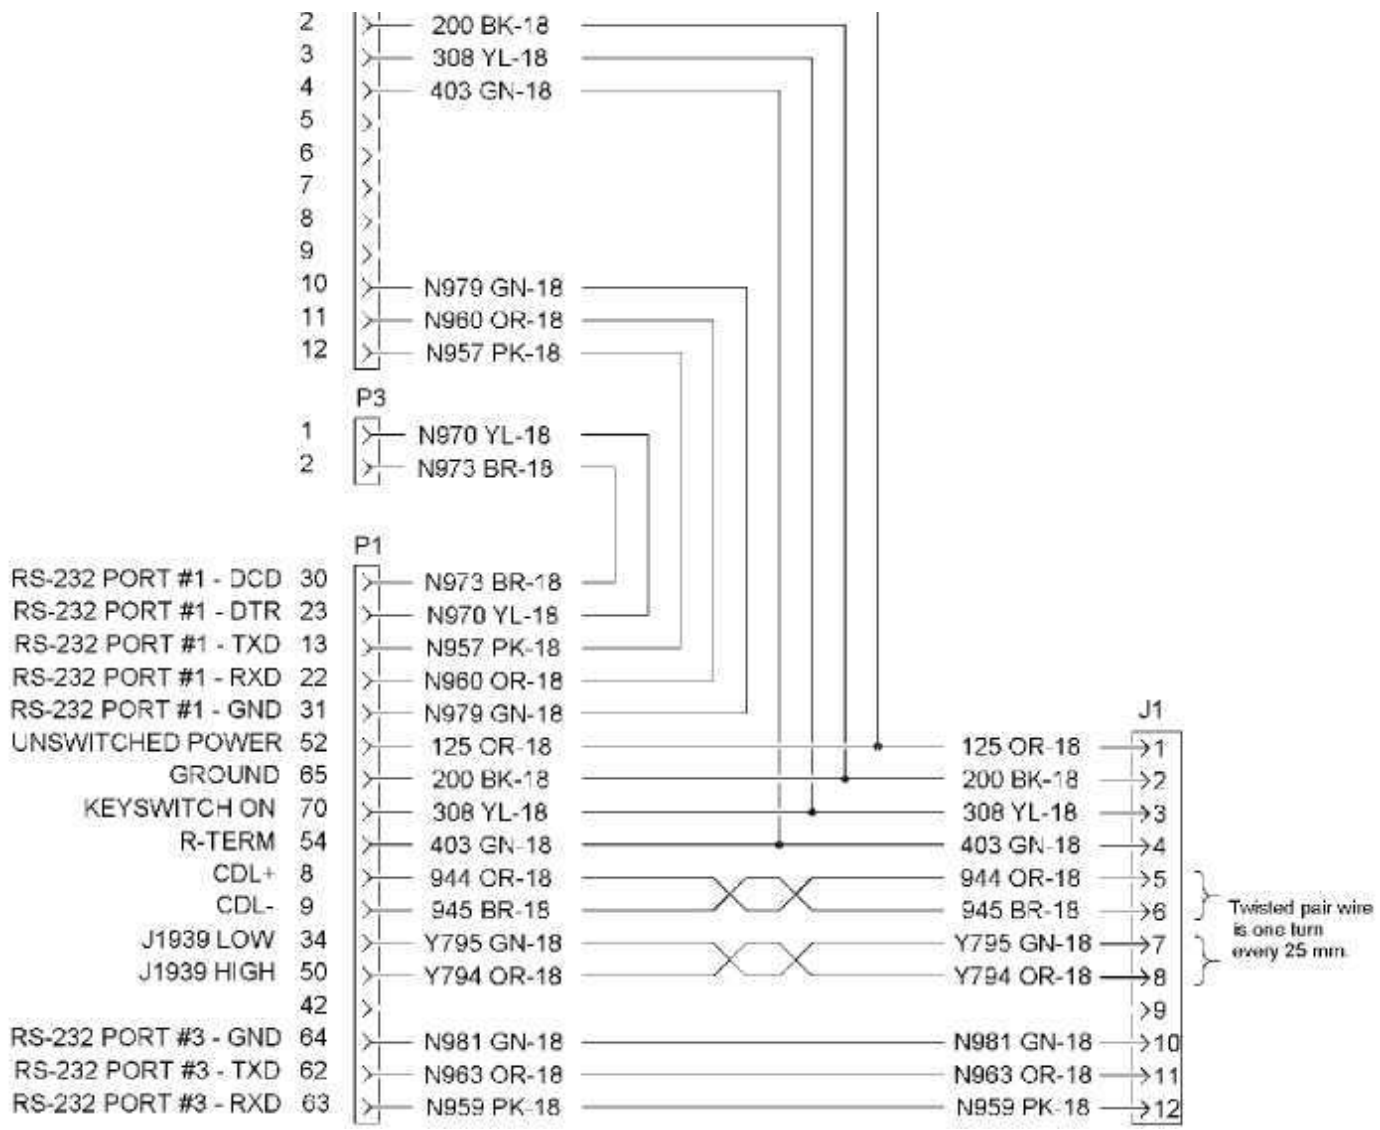 2 200 BK-18
3 308 YL-18
4 403 GN-18
5
6
7
8
9
10 N979 GN-18
11 N960 OR-18
12 N957 PK-18
P3
1 N970 YL-18
2 N973 BR-18
P1
RS-232 PORT #1 - DCD 30 N973 BR-18
RS-232 PORT #1 - DTR 23 N970 YL-18
RS-232 PORT #1 - TXD 13 N957 PK-18
RS-232 PORT #1 - RXD 22 N960 OR-18
RS-232 PORT #1 - GND 31 N979 GN-18
J1
UNSWITCHED POWER 52 125 OR-18 125 OR-18 1
GROUND 65 200 BK-18 200 BK-18 2
KEYSWITCH ON 70 308 YL-18 308 YL-18 3
R-TERM 54 403 GN-18 403 GN-18 4
CDL+ 8 944 OR-18 944 OR-18 5
CDL- 9 945 BR-18 945 BR-18 6
J1939 LOW 34 Y795 GN-18 Y795 GN-18 7
J1939 HIGH 50 Y794 OR-18 Y794 OR-18 8
Twisted pair wire
is one turn
every 25 mm.
42 9
RS-232 PORT #3 - GND 64 N981 GN-18 N981 GN-18 10
RS-232 PORT #3 - TXD 62 N963 OR-18 N963 OR-18 11
RS-232 PORT #3 - RXD 63 N959 PK-18 N959 PK-18 12